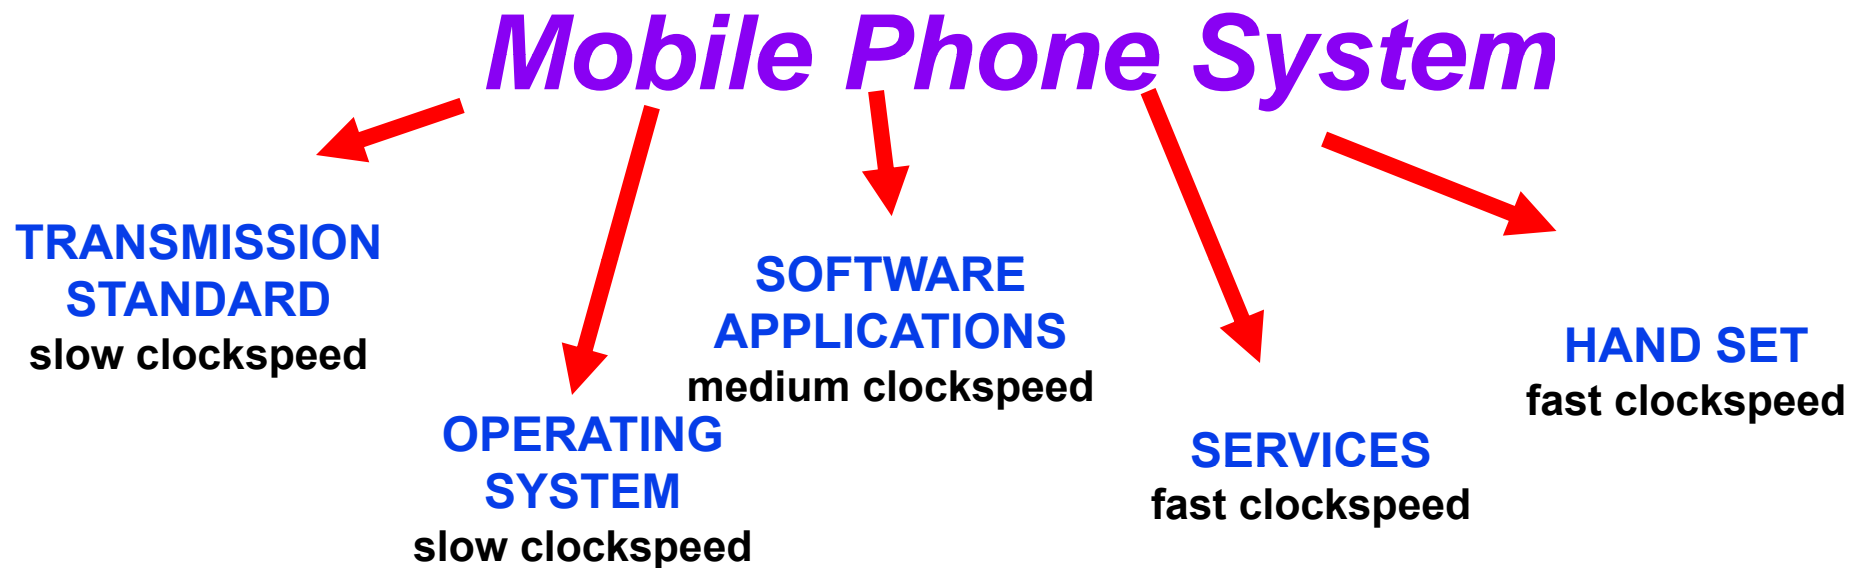 Mobile Phone System
TRANSMISSION
STANDARD
slow clockspeed
OPERATING
SYSTEM
slow clockspeed
SOFTWARE
APPLICATIONS
medium clockspeed
SERVICES
fast clockspeed
HAND SET
fast clockspeed